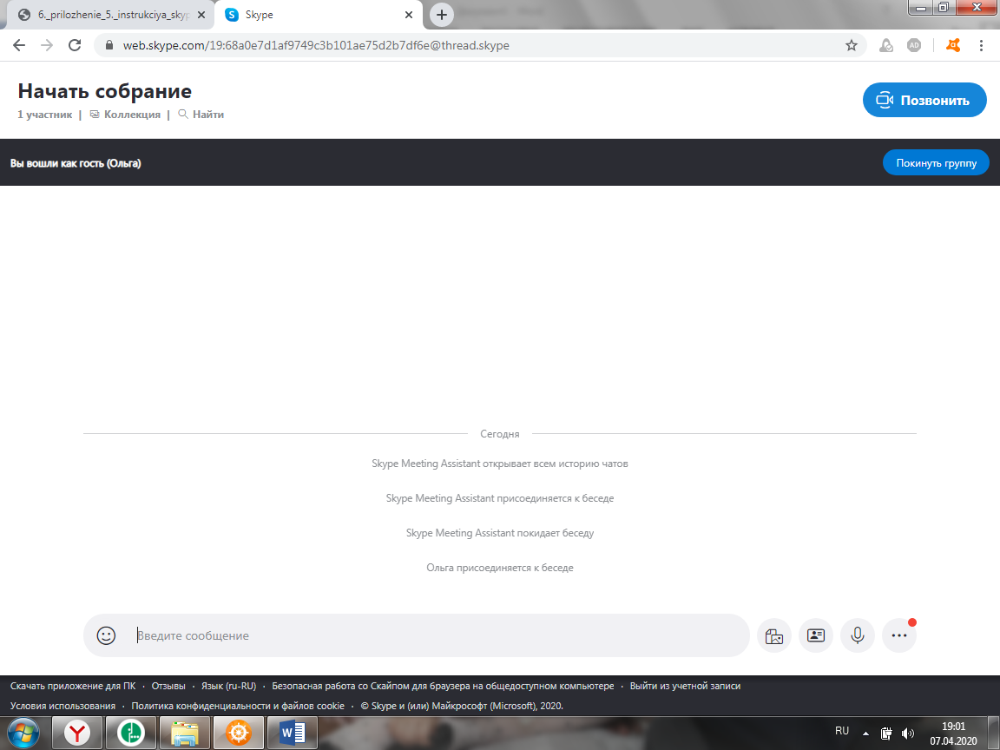 6._prilozhenie_5._instrukciya_sky
Skype
web.skype.com/19:68a0e7d1af9749c3b101ae75d2b7df6e@thread.skype
Начать собрание
1 участник | Коллекция | Найти
Позвонить
Вы вошли как гость (Ольга)
Покинуть группу
Сегодня
Skype Meeting Assistant открывает всем историю чатов
Skype Meeting Assistant присоединяется к беседе
Skype Meeting Assistant покидает беседу
Ольга присоединяется к беседе
Введите сообщение
Скачать приложение для ПК · Отзывы · Язык (ru-RU) · Безопасная работа со Скайпом для браузера на общедоступном компьютере · Выйти из учетной записи
Условия использования · Политика конфиденциальности и файлов cookie · © Skype и (или) Майкрософт (Microsoft), 2020.
RU
19:01
07.04.2020